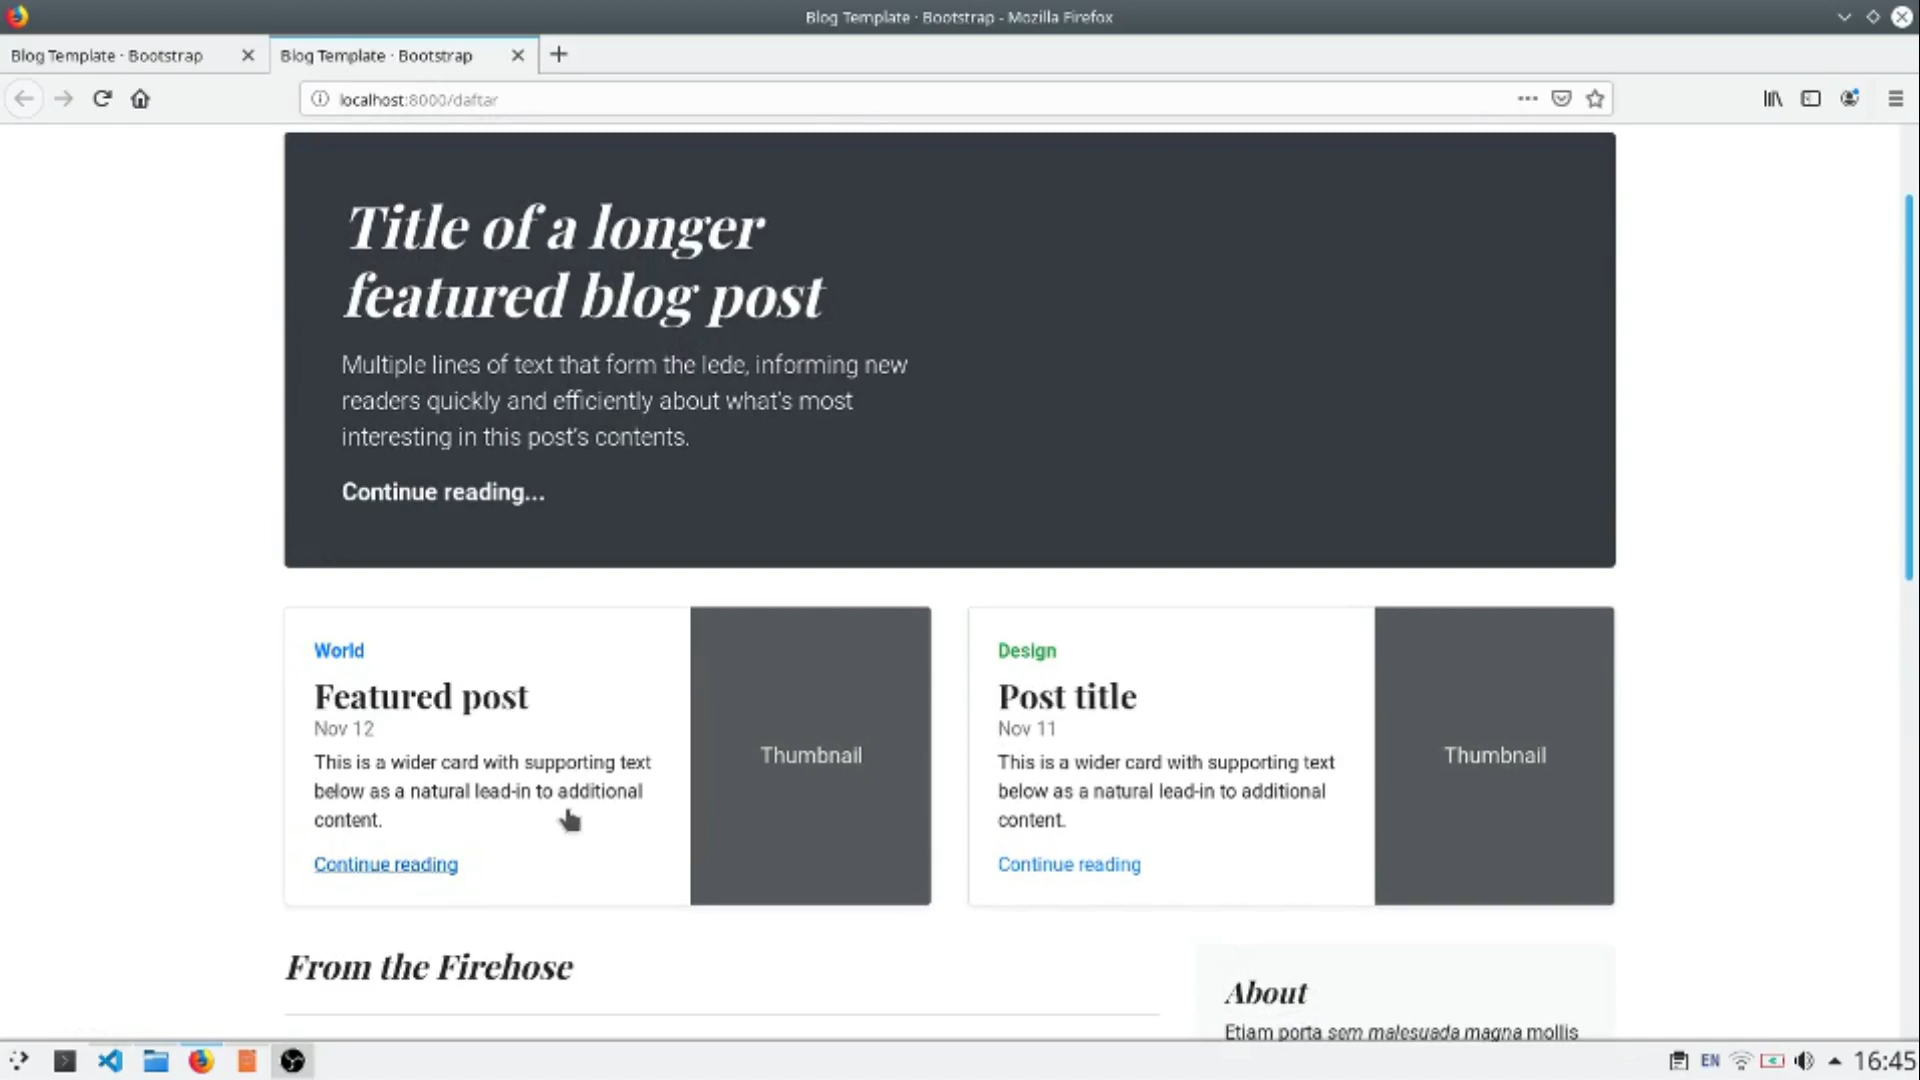 Blog Template · Bootstrap - Mozilla Firefox
Blog Template · Bootstrap
Blog Template · Bootstrap
localhost:8000/daftar
Title of a longer
featured blog post
Multiple lines of text that form the lede, informing new
readers quickly and efficiently about what's most
interesting in this post's contents.
Continue reading...
World
Featured post
Nov 12
This is a wider card with supporting text
below as a natural lead-in to additional
content.
Continue reading
Thumbnail
Design
Post title
Nov 11
This is a wider card with supporting text
below as a natural lead-in to additional
content.
Continue reading
Thumbnail
From the Firehose
About
Etiam porta sem malesuada magna mollis
EN
16:45